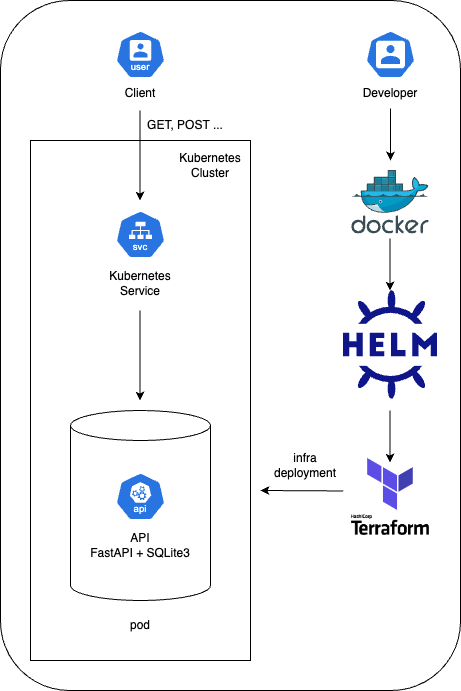 user
Client
Developer
GET, POST ...
Kubernetes
Cluster
docker
svc
Kubernetes
Service
HELM
infra
deployment
api
API
FastAPI + SQLite3
HashiCorp
Terraform
pod